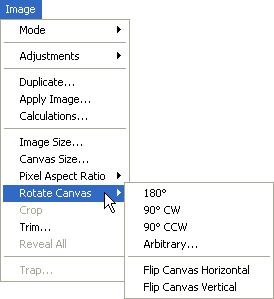 Image
Mode
Adjustments
Duplicate...
Apply Image...
Calculations...
Image Size...
Canvas Size...
Pixel Aspect Ratio
Rotate Canvas
Crop
Trim...
Reveal All
Trap...
180°
90° CW
90° CCW
Arbitrary...
Flip Canvas Horizontal
Flip Canvas Vertical